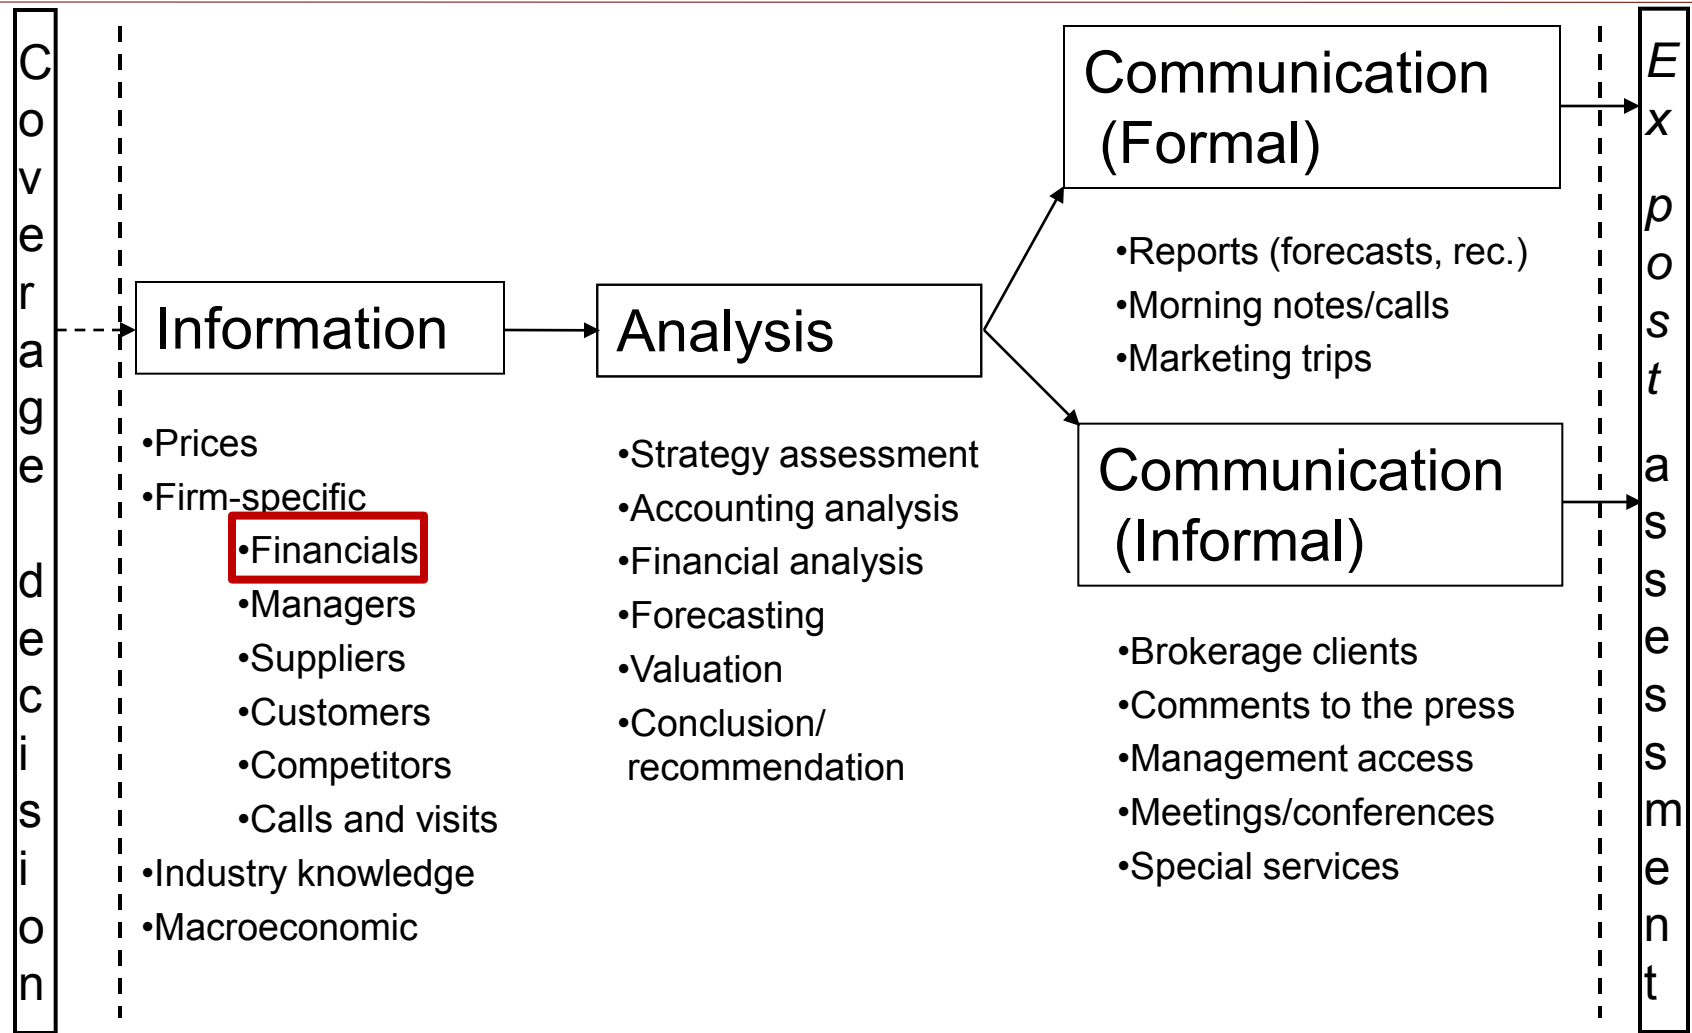 Coverage decision
Information
•Prices
•Firm-specific
•Financials
•Managers
•Suppliers
•Customers
•Competitors
•Calls and visits
•Industry knowledge
•Macroeconomic
Analysis
•Strategy assessment
•Accounting analysis
•Financial analysis
•Forecasting
•Valuation
•Conclusion/
recommendation
Communication
(Formal)
•Reports (forecasts, rec.)
•Morning notes/calls
•Marketing trips
Communication
(Informal)
•Brokerage clients
•Comments to the press
•Management access
•Meetings/conferences
•Special services
Ex post assessment